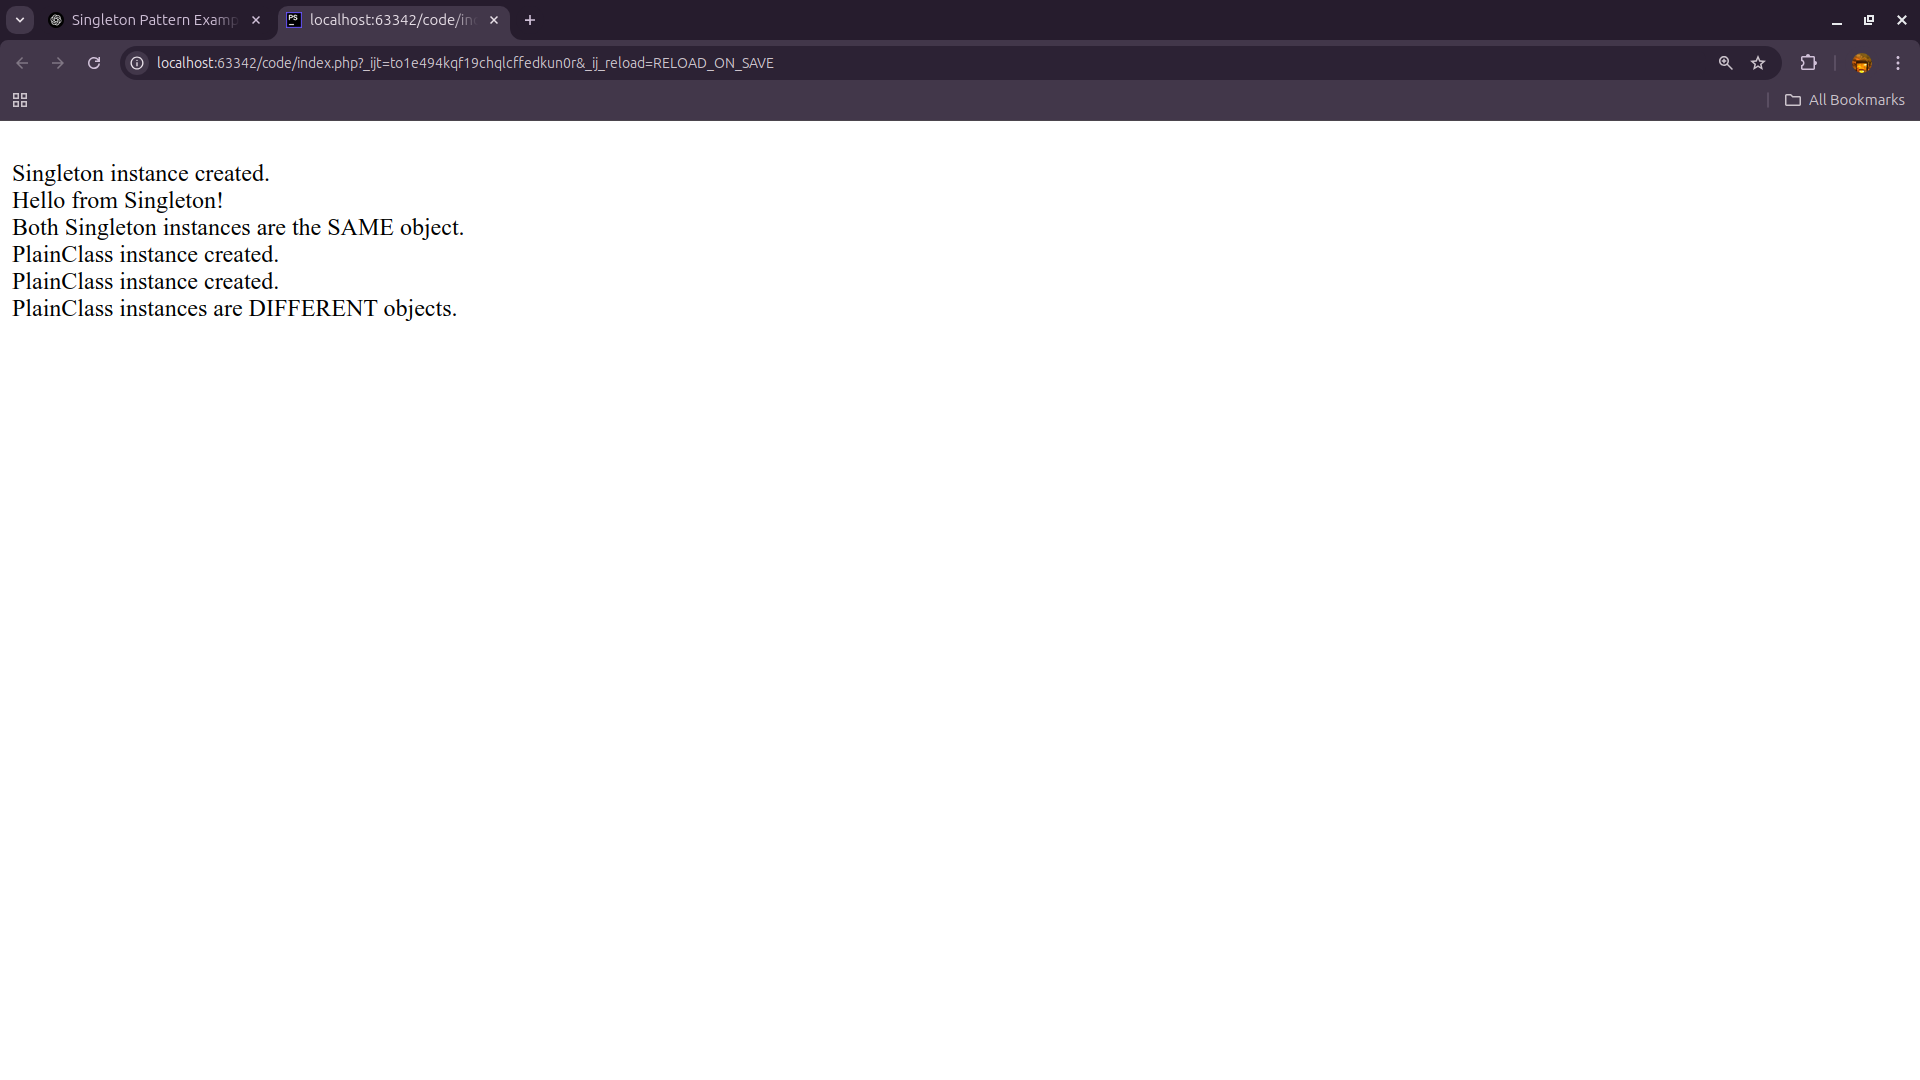 Singleton Pattern Examp
localhost:63342/code/in
localhost:63342/code/index.php?_ijt=to1e494kqf19chqlcffedkun0r&_ij_reload=RELOAD_ON_SAVE
All Bookmarks
Singleton instance created.
Hello from Singleton!
Both Singleton instances are the SAME object.
PlainClass instance created.
PlainClass instance created.
PlainClass instances are DIFFERENT objects.